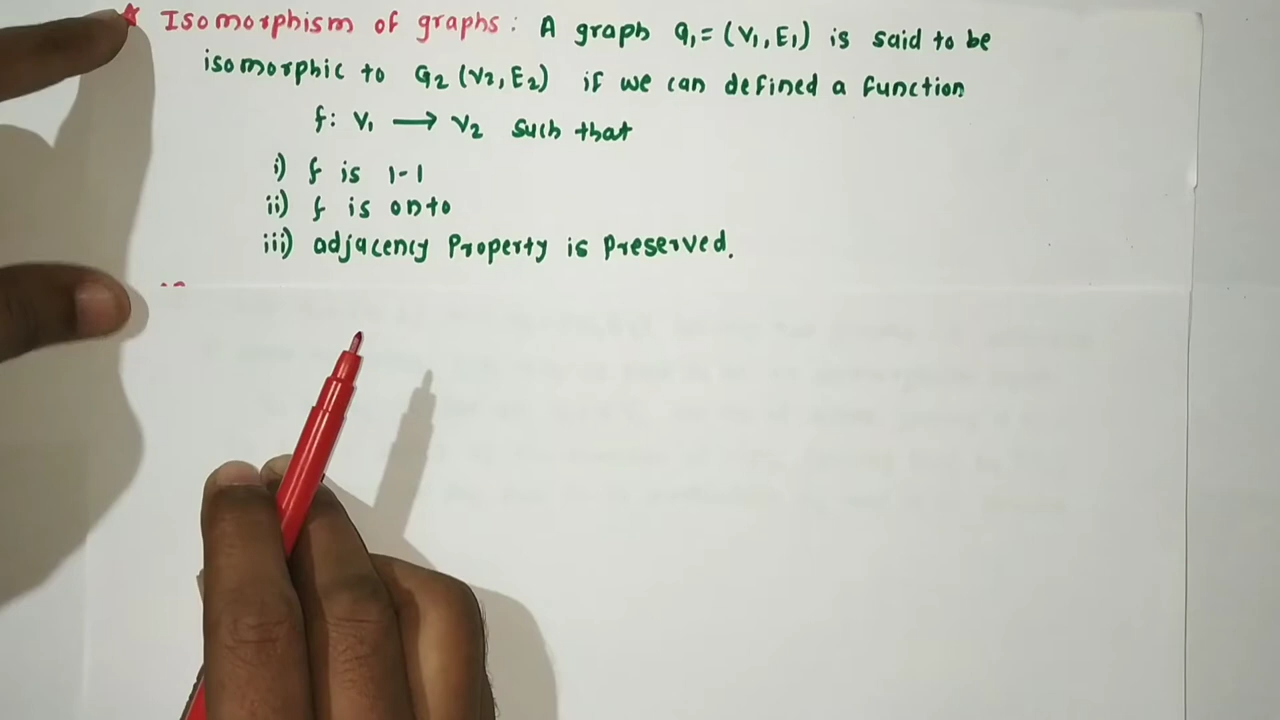 ★ Isomorphism of graphs: A graph G₁ = (V₁, E₁) is said to be
isomorphic to G₂ (V₂, E₂) if we can defined a function
f: V₁ → V₂ such that
i) f is 1-1
ii) f is onto
iii) adjacency Property is Preserved.